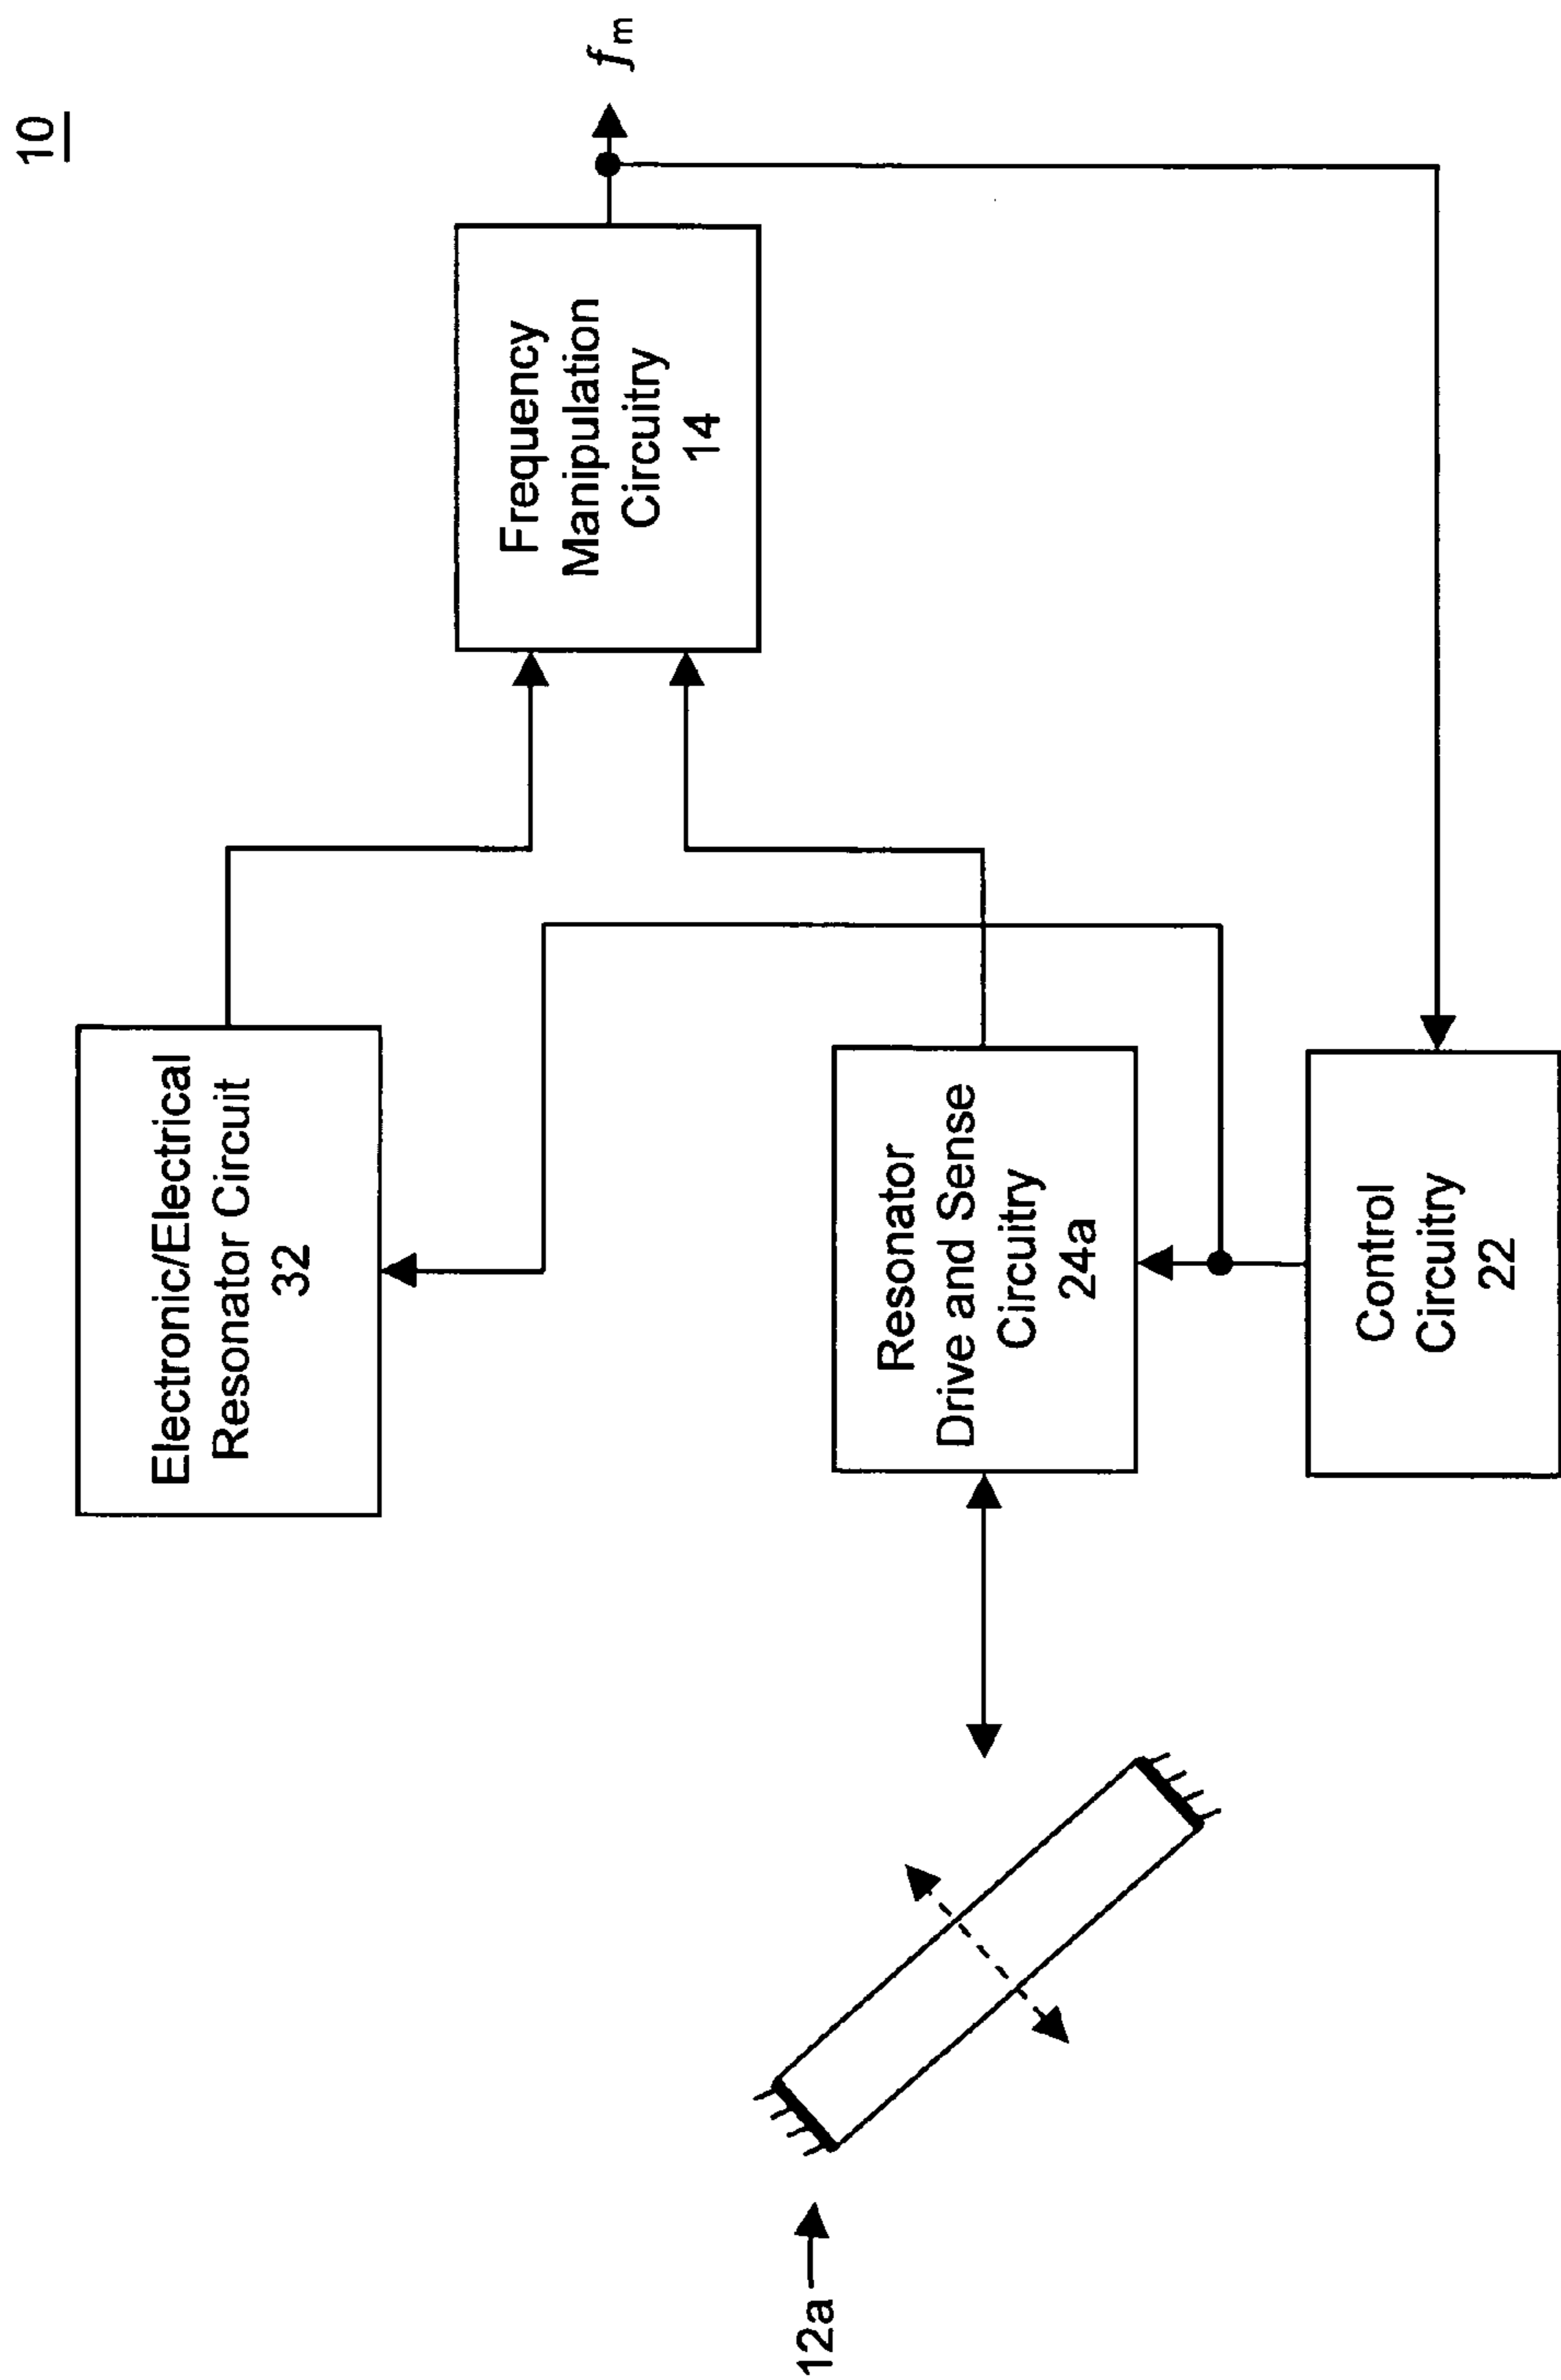 10
Electronic/Electrical
Resonator Circuit
32
Frequency
Manipulation
Circuitry
14
fm
12a
Resonator
Drive and Sense
Circuitry
24a
Control
Circuitry
22